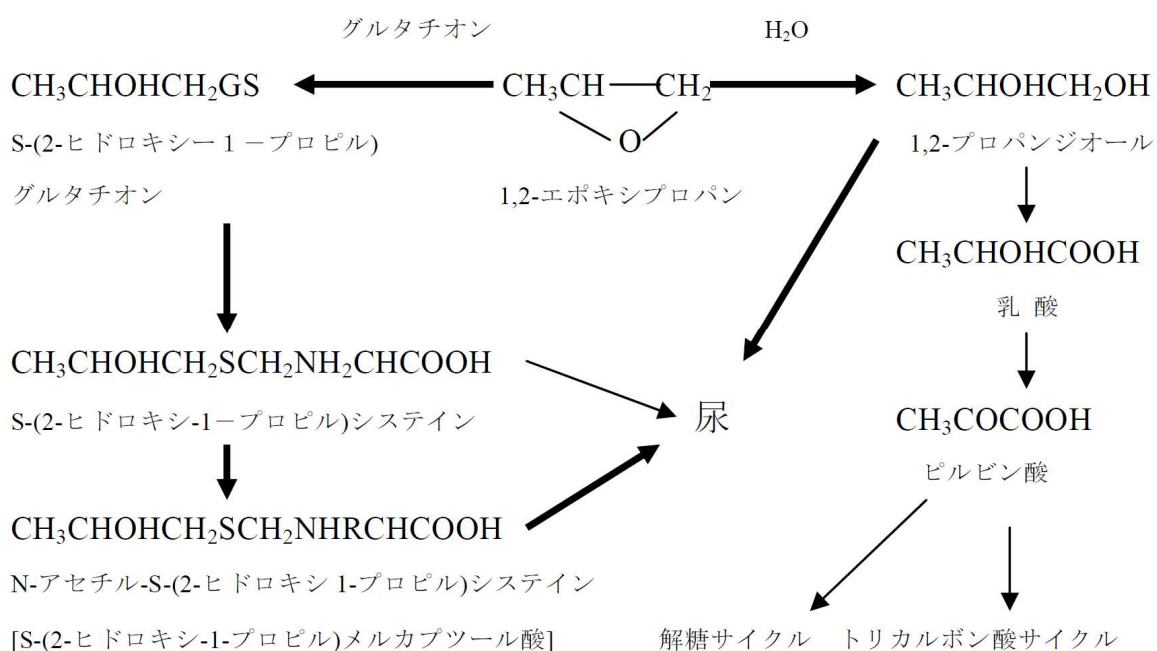 グルタチオン
H₂O
CH₃CHOHCH₂GS
CH₃CH CH₂
CH₃CHOHCH₂OH
O
S-(2-ヒドロキシー１－プロピル)
1,2-プロパンジオール
グルタチオン
1,2-エポキシプロパン
CH₃CHOHCOOH
乳 酸
CH₃CHOHCH₂SCH₂NH₂CHCOOH
S-(2-ヒドロキシ-1－プロピル)システイン
尿
CH₃COCOOH
ピルビン酸
CH₃CHOHCH₂SCH₂NHRCHCOOH
N-アセチル-S-(2-ヒドロキシ 1-プロピル)システイン
[S-(2-ヒドロキシ-1-プロピル)メルカプツール酸]
解糖サイクル
トリカルボン酸サイクル